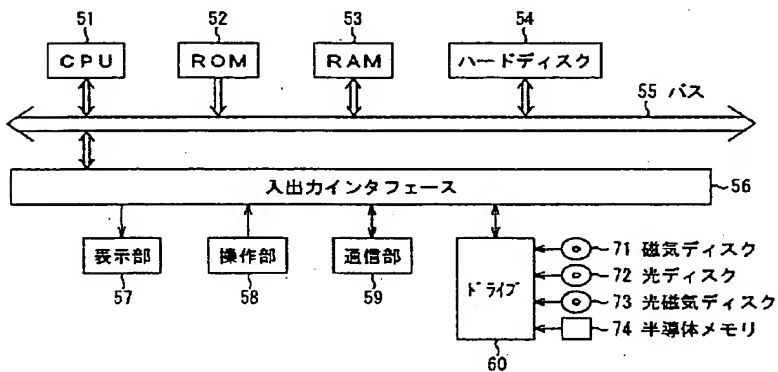 51
52
53
54
CPU
ROM
RAM
ハードディスク
55 バス
入出力インタフェース
56
表示部
操作部
通信部
ドライブ
57
58
59
60
71 磁気ディスク
72 光ディスク
73 光磁気ディスク
74 半導体メモリ